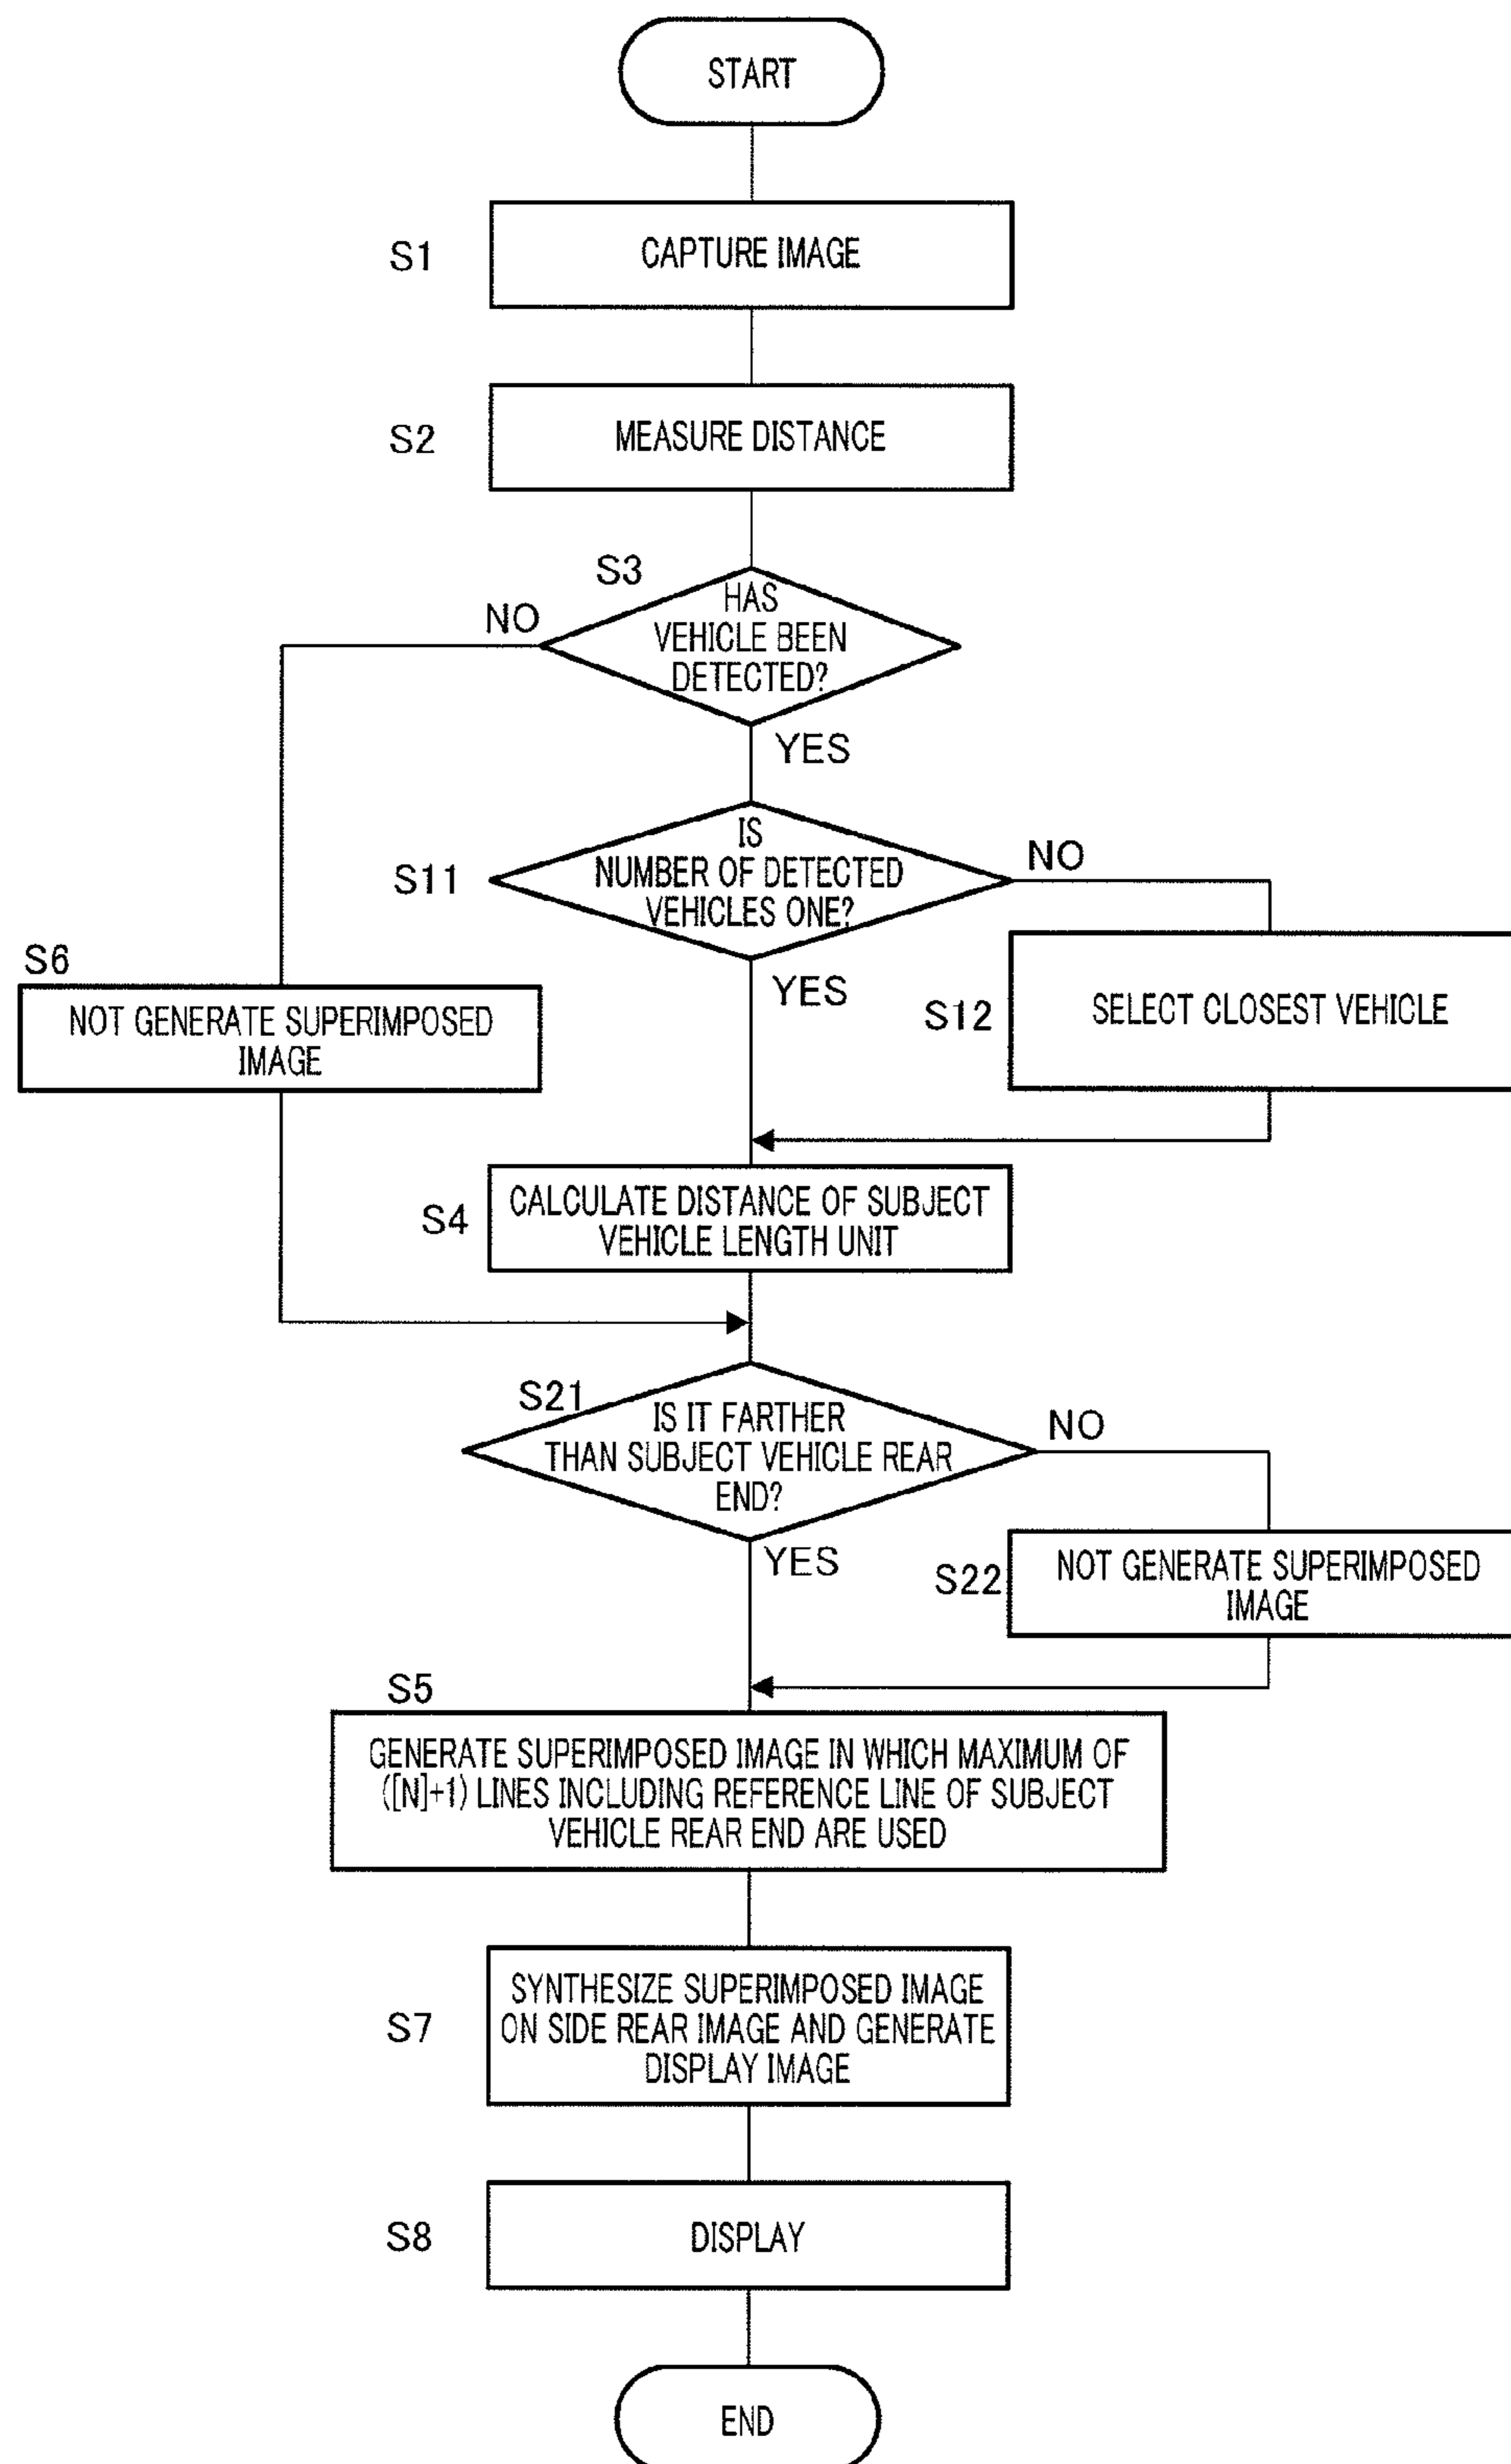 START
S1
CAPTURE IMAGE
S2
MEASURE DISTANCE
S3
HAS
VEHICLE BEEN
DETECTED?
NO
YES
S11
IS
NUMBER OF DETECTED
VEHICLES ONE?
NO
YES
S6
NOT GENERATE SUPERIMPOSED
IMAGE
S12
SELECT CLOSEST VEHICLE
S4
CALCULATE DISTANCE OF SUBJECT
VEHICLE LENGTH UNIT
S21
IS IT FARTHER
THAN SUBJECT VEHICLE REAR
END?
NO
YES
S22
NOT GENERATE SUPERIMPOSED
IMAGE
S5
GENERATE SUPERIMPOSED IMAGE IN WHICH MAXIMUM OF
([N]+1) LINES INCLUDING REFERENCE LINE OF SUBJECT
VEHICLE REAR END ARE USED
S7
SYNTHESIZE SUPERIMPOSED IMAGE
ON SIDE REAR IMAGE AND GENERATE
DISPLAY IMAGE
S8
DISPLAY
END